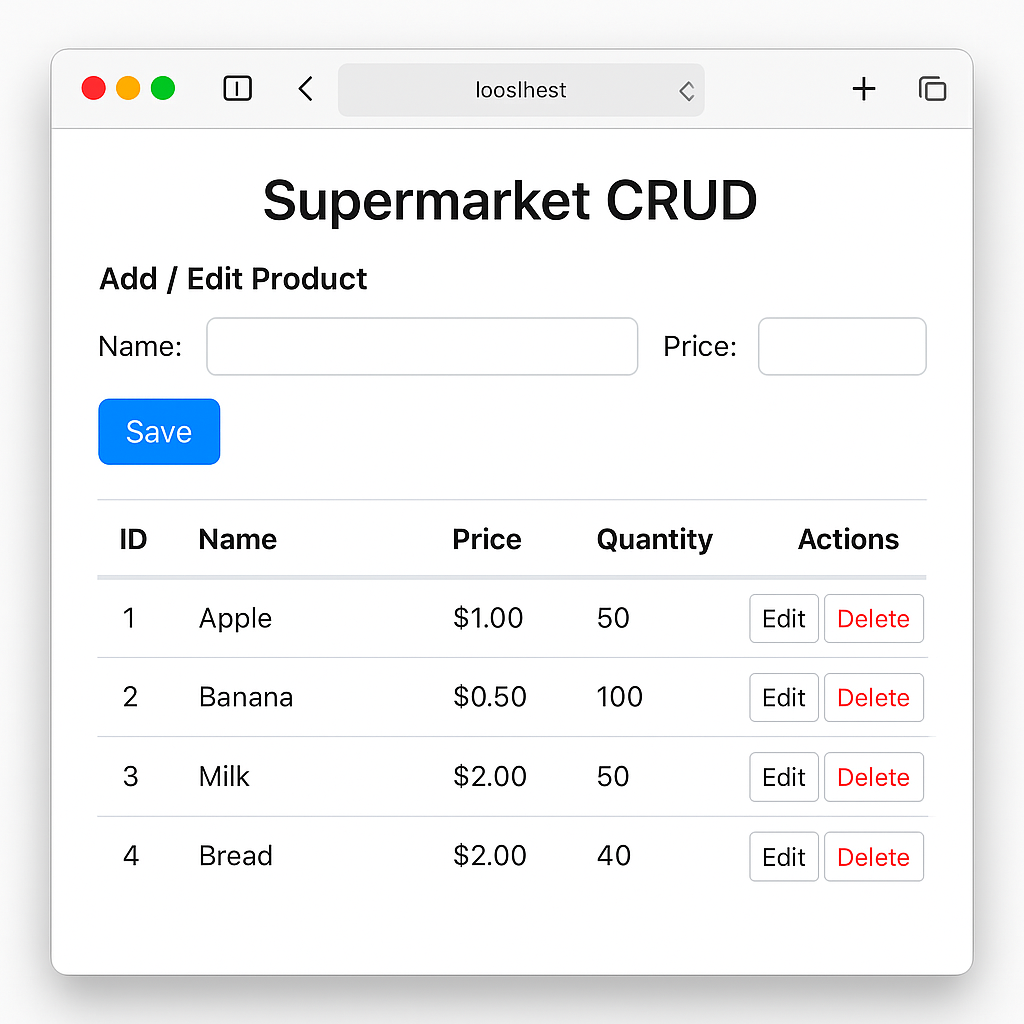 looslhest
Supermarket CRUD
Add / Edit Product
Name: Price:
Save
ID Name Price Quantity Actions
1 Apple $1.00 50 Edit Delete
2 Banana $0.50 100 Edit Delete
3 Milk $2.00 50 Edit Delete
4 Bread $2.00 40 Edit Delete